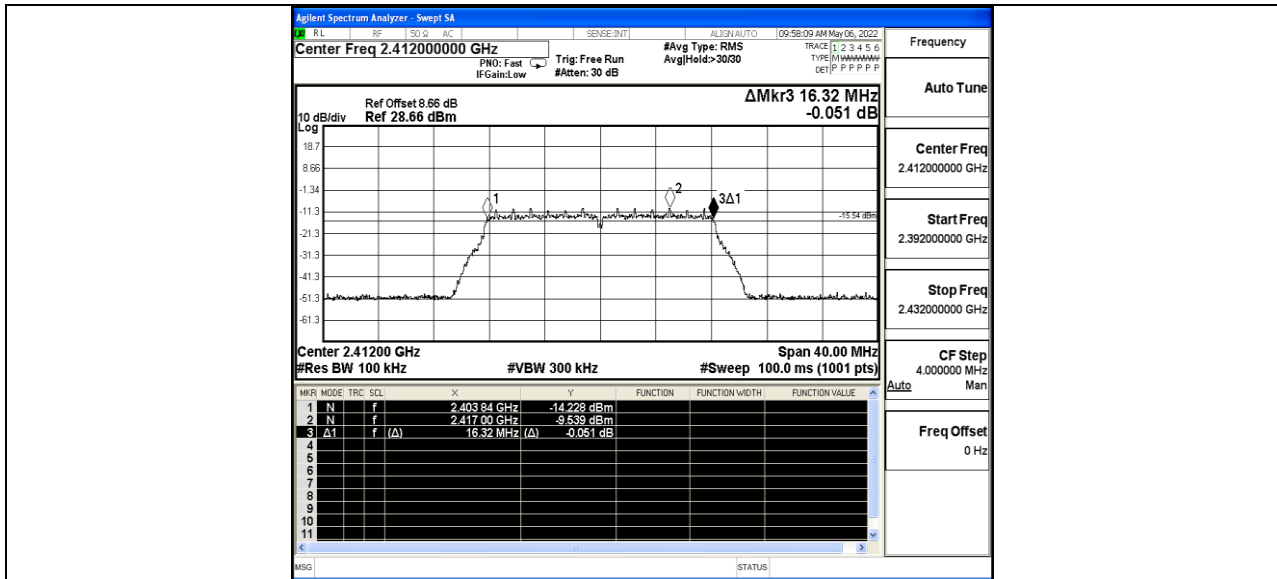 Agilent Spectrum Analyzer - Swept SA
LXI RL RF 50 Ω AC SENSE:INT ALIGN AUTO 09:58:09 AM May 06, 2022
Center Freq 2.412000000 GHz
PNO: Fast
IFGain:Low
Trig: Free Run
#Atten: 30 dB
#Avg Type: RMS
Avg|Hold:>30/30
TRACE 1 2 3 4 5 6
TYPE M WWWWW
DET P P P P P P
ΔMkr3 16.32 MHz
-0.051 dB
Ref Offset 8.66 dB
10 dB/div Ref 28.66 dBm
Log
18.7
8.66
-1.34
-11.3
-21.3
-31.3
-41.3
-51.3
-61.3
1
2
3Δ1
-15.54 dBm
Center 2.41200 GHz Span 40.00 MHz
#Res BW 100 kHz #VBW 300 kHz #Sweep 100.0 ms (1001 pts)
MKR MODE TRC SCL X Y FUNCTION FUNCTION WIDTH FUNCTION VALUE
1 N f 2.403 84 GHz -14.228 dBm
2 N f 2.417 00 GHz -9.539 dBm
3 Δ1 f (Δ) 16.32 MHz (Δ) -0.051 dB
4
5
6
7
8
9
10
11
MSG STATUS
Frequency
Auto Tune
Center Freq
2.412000000 GHz
Start Freq
2.392000000 GHz
Stop Freq
2.432000000 GHz
CF Step
4.000000 MHz
Auto Man
Freq Offset
0 Hz